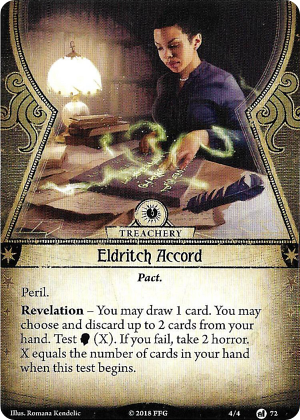 TREACHERY
Eldritch Accord
Pact.
Peril.
Revelation – You may draw 1 card. You may
choose and discard up to 2 cards from your
hand. Test (X). If you fail, take 2 horror.
X equals the number of cards in your hand
when this test begins.
Illus. Romana Kendelic © 2018 FFG 4/4 72